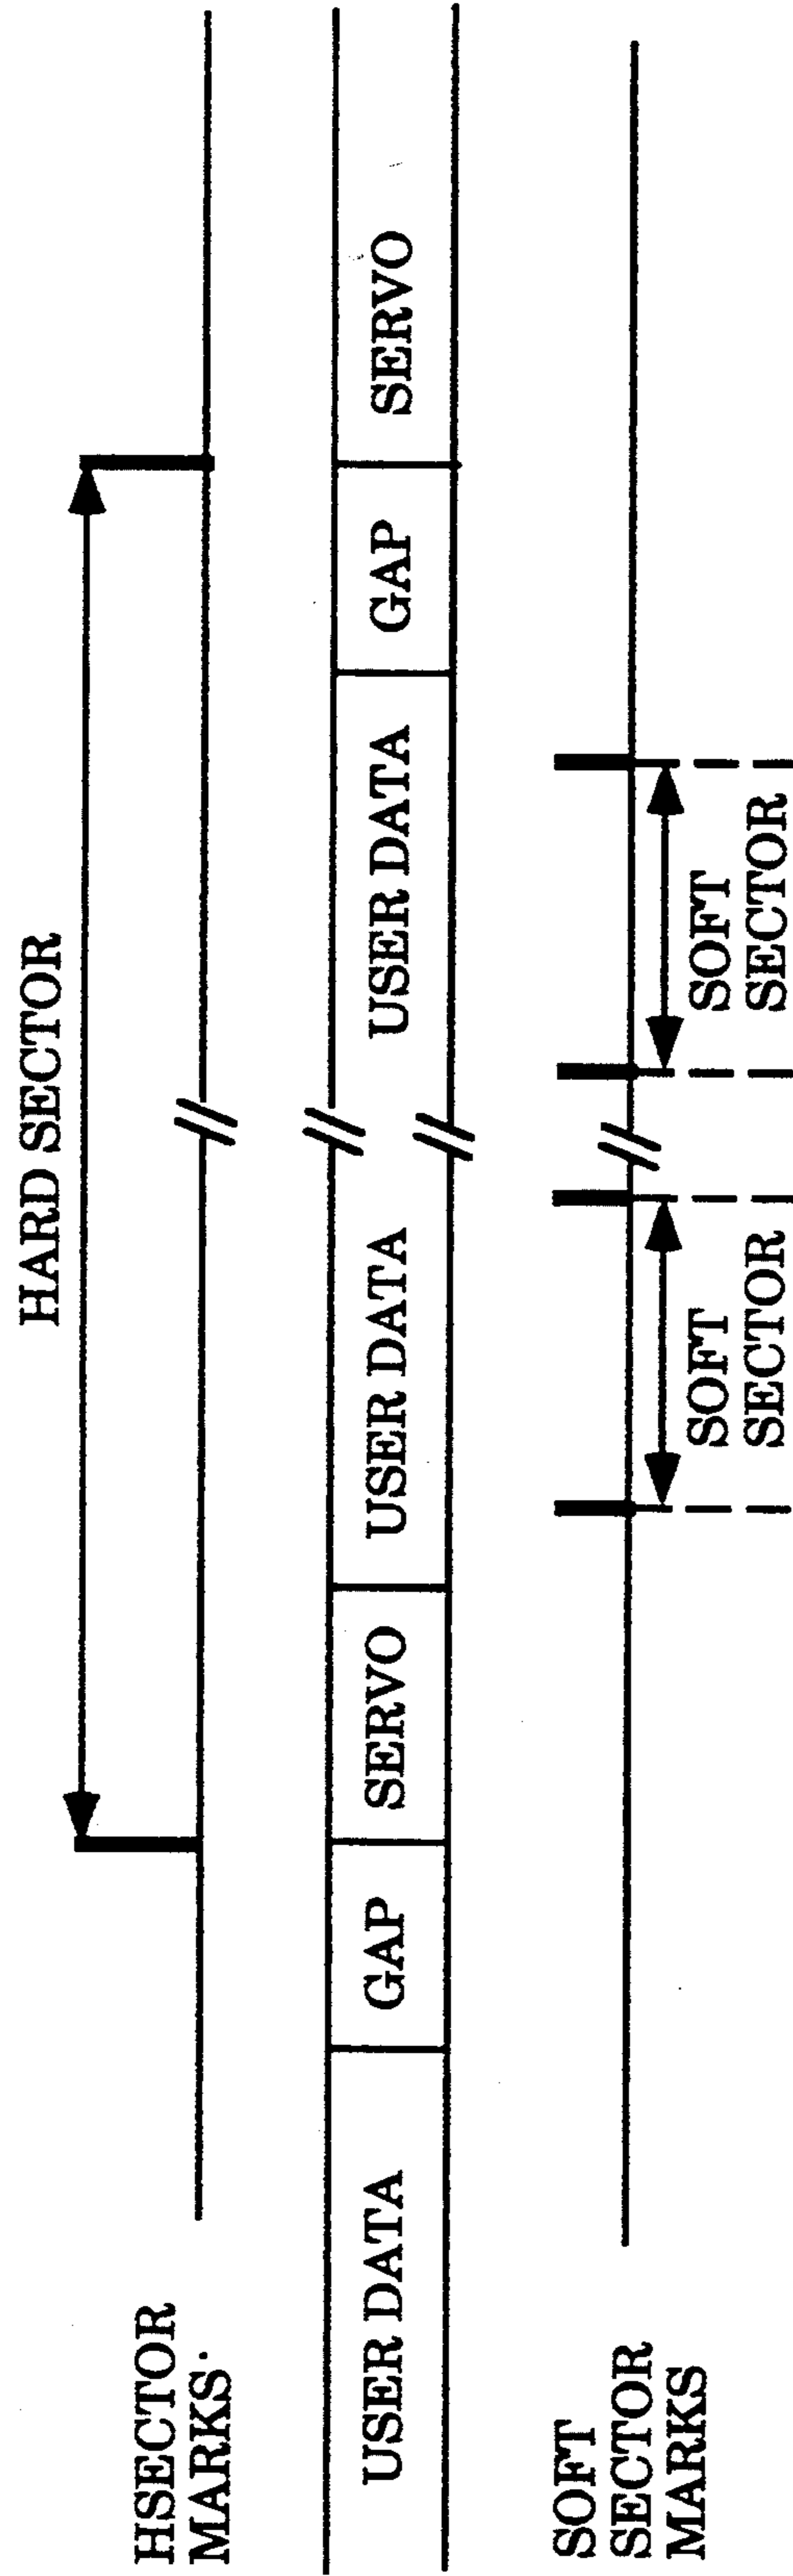 HARD SECTOR
HSECTOR
MARKS
USER DATA
GAP
SERVO
USER DATA
USER DATA
GAP
SERVO
SOFT
SECTOR
MARKS
SOFT
SECTOR
SOFT
SECTOR